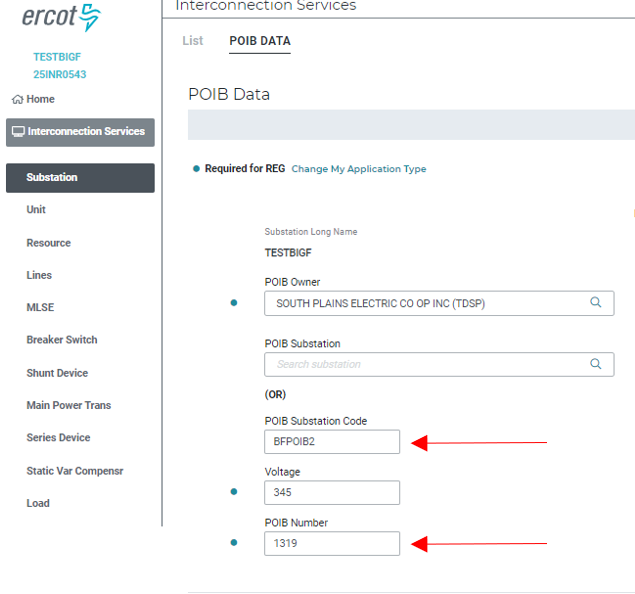 ercot
Interconnection Services
List POIB DATA
TESTBIGF
25INR0543
Home
Interconnection Services
Substation
Unit
Resource
Lines
MLSE
Breaker Switch
Shunt Device
Main Power Trans
Series Device
Static Var Compensr
Load
POIB Data
Required for REG Change My Application Type
Substation Long Name
TESTBIGF
POIB Owner
SOUTH PLAINS ELECTRIC CO OP INC (TDSP)
POIB Substation
Search substation
(OR)
POIB Substation Code
BFPOIB2
Voltage
345
POIB Number
1319